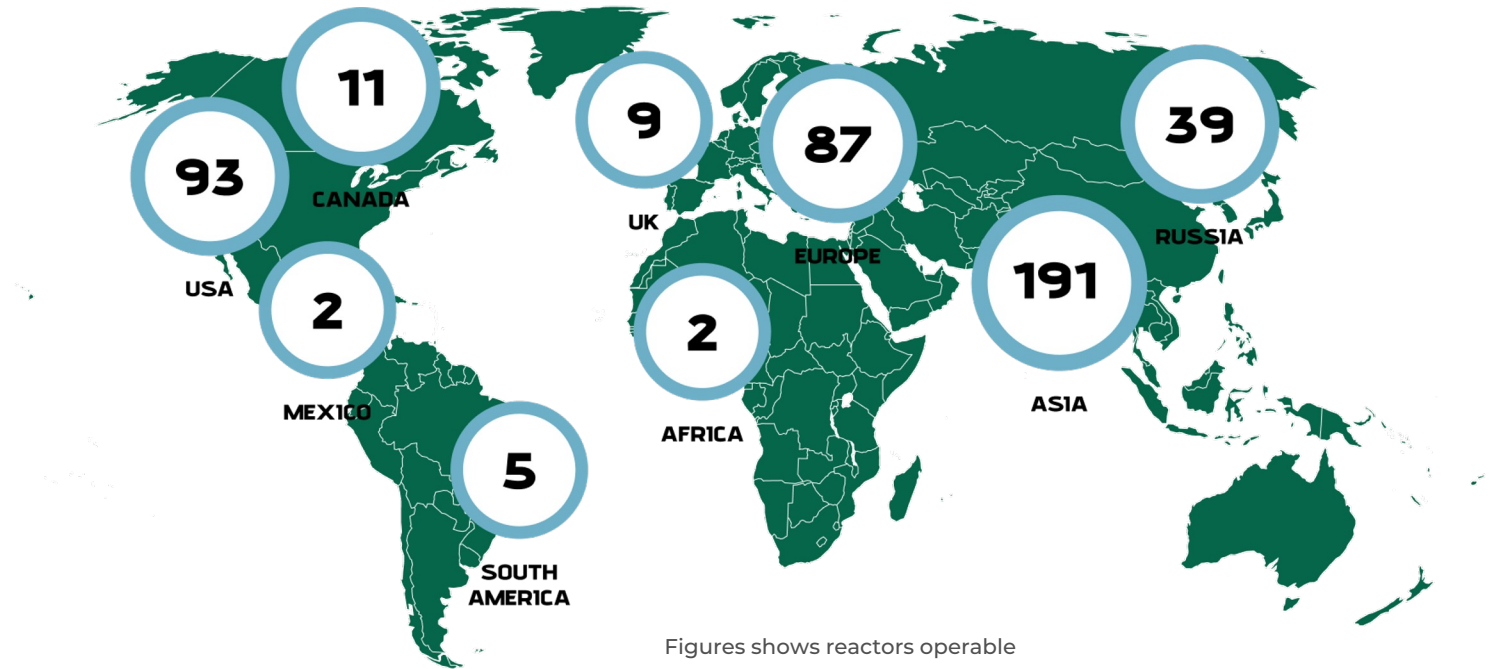 11
CANADA
93
USA
2
MEXICO
5
SOUTH
AMERICA
9
UK
87
EUROPE
2
AFRICA
39
RUSSIA
191
ASIA
Figures shows reactors operable